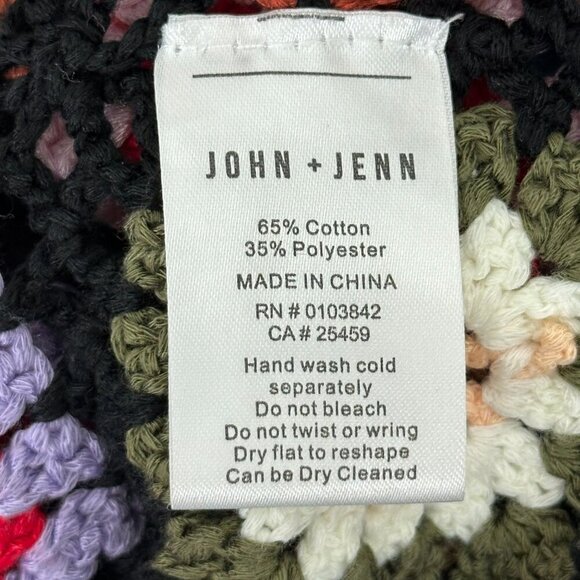 JOHN + JENN
65% Cotton
35% Polyester
MADE IN CHINA
RN # 0103842
CA # 25459
Hand wash cold
separately
Do not bleach
Do not twist or wring
Dry flat to reshape
Can be Dry Cleaned